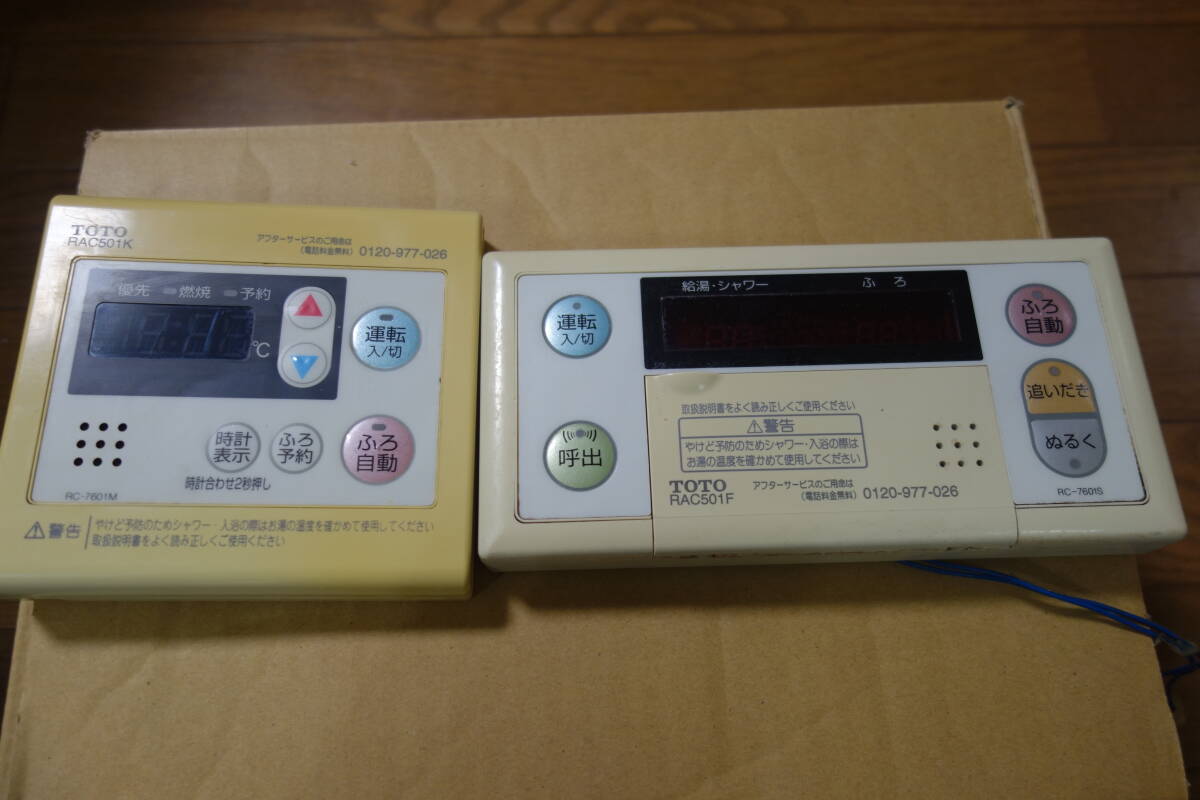 TOTO
RAC501K
アフターサービスのご用命は
(電話料金無料) 0120-977-026
優先 燃焼 予約
℃
運転
入/切
時計
表示
ふろ
予約
ふろ
自動
時計合わせ2秒押し
RC-7601M
警告
やけど予防のためシャワー・入浴の際はお湯の温度を確かめて使用してください
取扱説明書をよく読み正しくご使用ください
給湯・シャワー ふろ
運転
入/切
ふろ
自動
追いだき
ぬるく
呼出
取扱説明書をよく読み正しくご使用ください
警告
やけど予防のためシャワー・入浴の際は
お湯の温度を確かめて使用してください
TOTO
RAC501F
アフターサービスのご用命は
(電話料金無料) 0120-977-026
RC-7601S